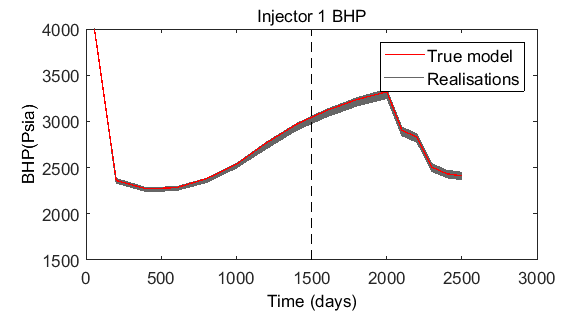 Injector 1 BHP
4000
3500
3000
2500
2000
1500
BHP(Psia)
True model
Realisations
0
500
1000
1500
2000
2500
3000
Time (days)